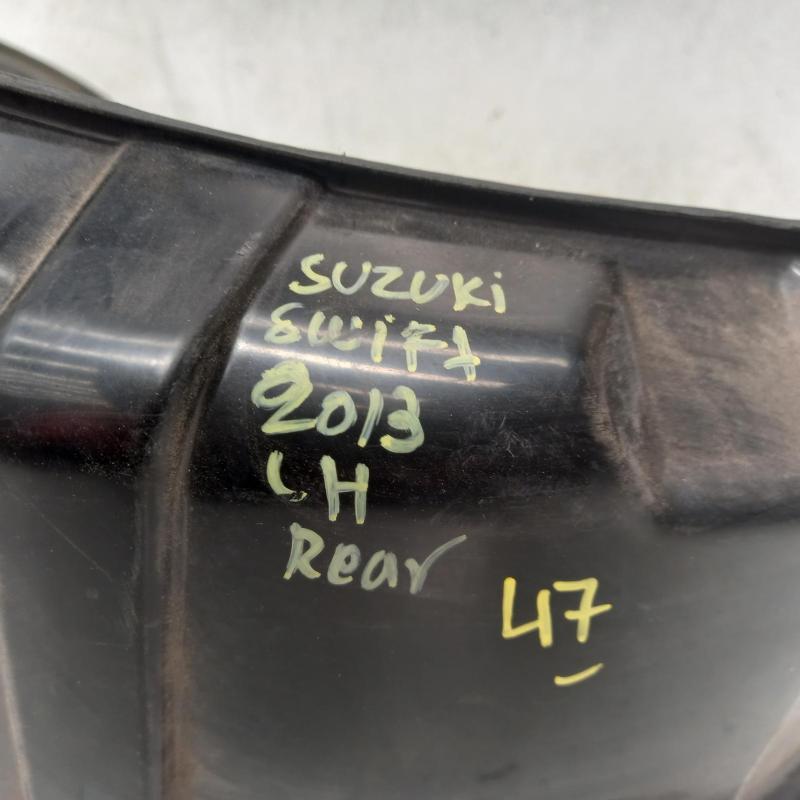 SUZUKi
SWiFt
2013
LH
Rear
47